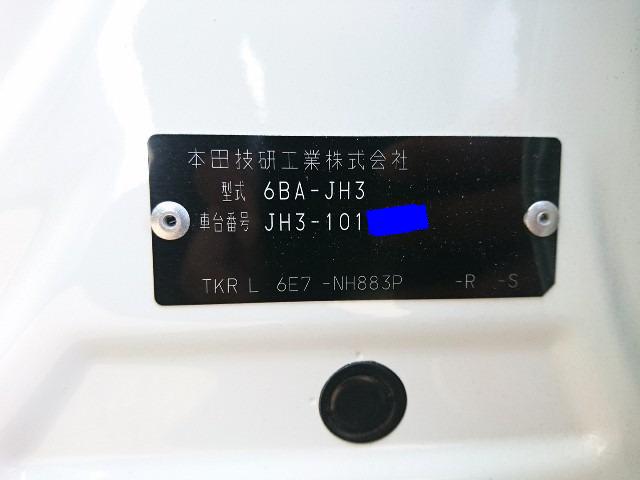 本田技研工業株式会社
型式 6BA-JH3
車台番号 JH3-101
TKR L 6E7 -NH883P -R -S